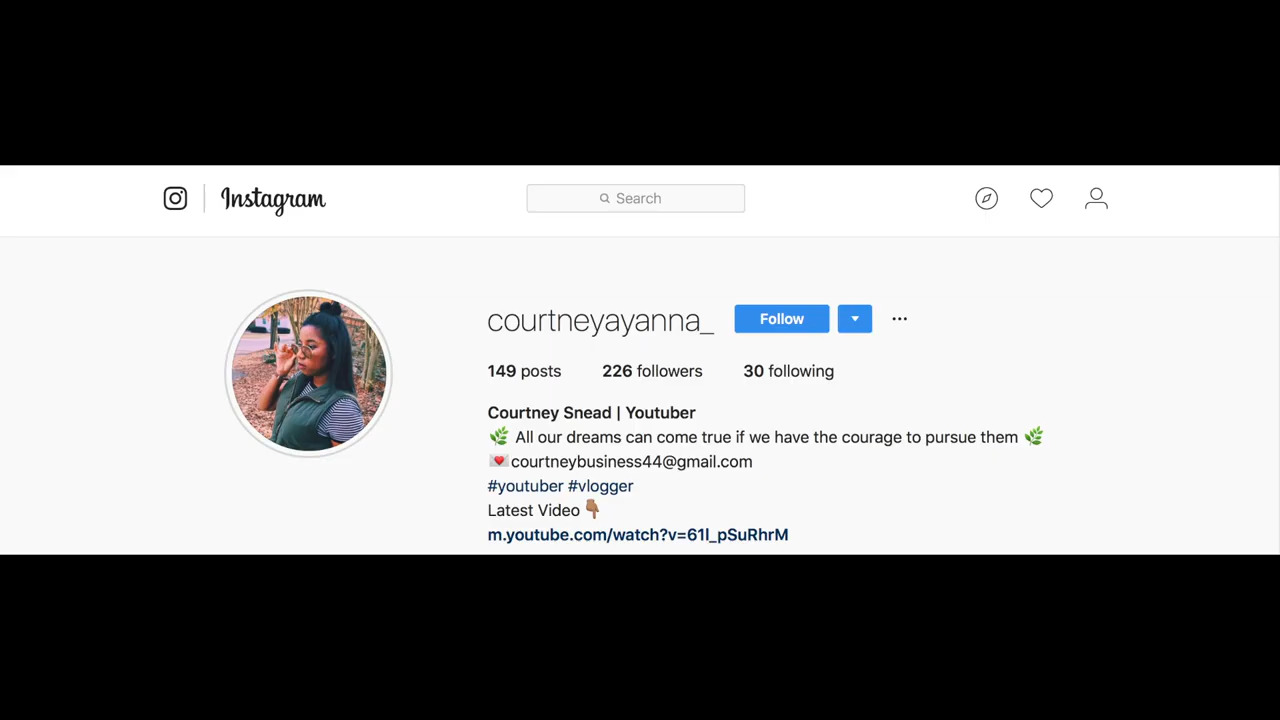 Instagram
Search
courtneyayanna_
Follow
149 posts 226 followers 30 following
Courtney Snead | Youtuber
🌿 All our dreams can come true if we have the courage to pursue them 🌿
💌courtneybusiness44@gmail.com
#youtuber #vlogger
Latest Video 👇🏽
m.youtube.com/watch?v=61l_pSuRhrM